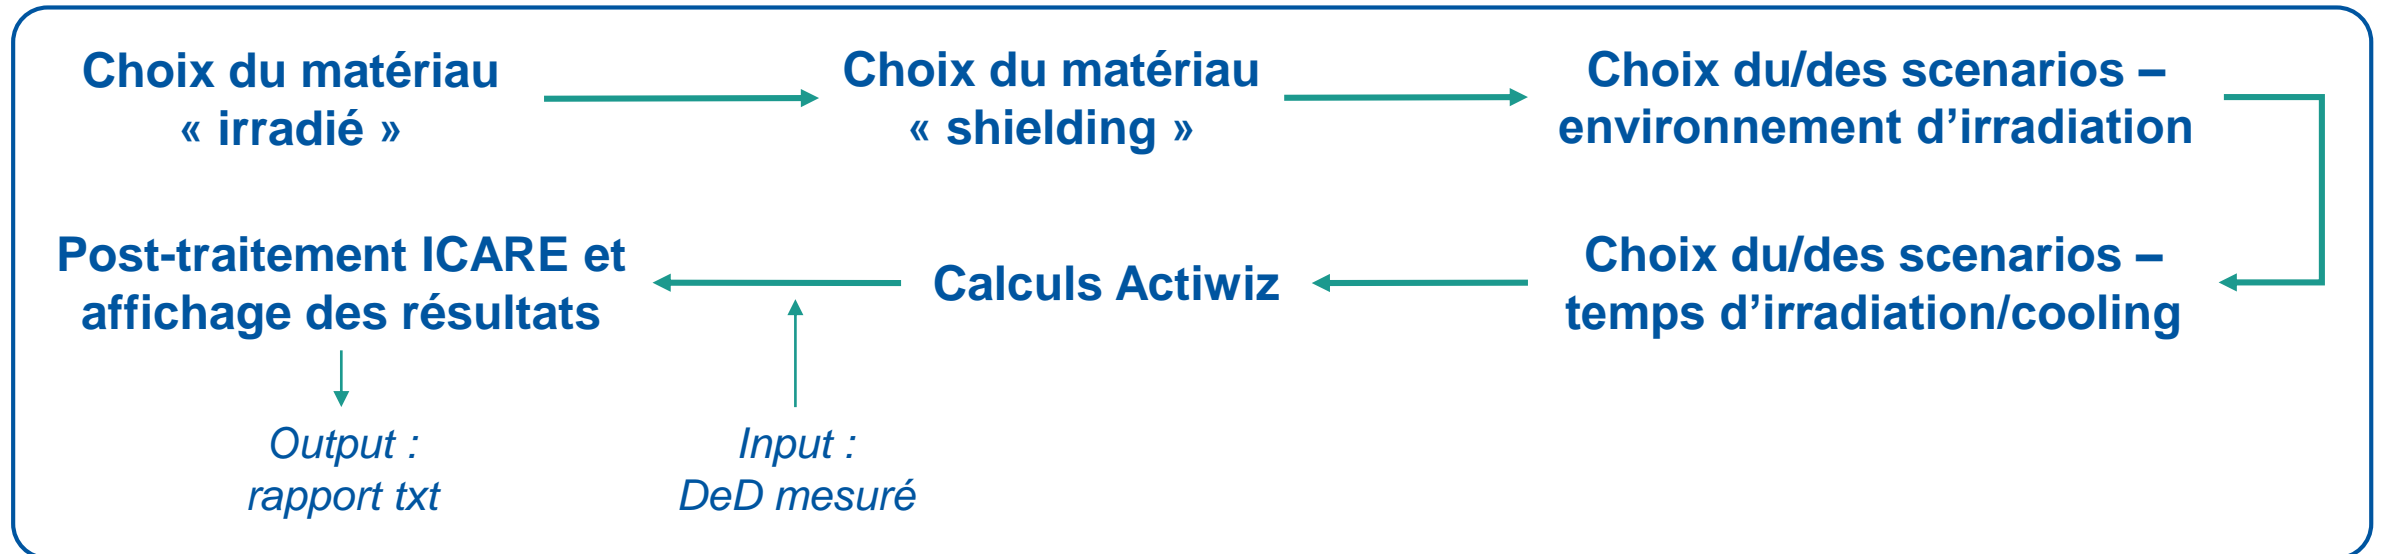 Choix du matériau
« irradié »
Choix du matériau
« shielding »
Choix du/des scenarios –
environnement d’irradiation
Choix du/des scenarios –
temps d’irradiation/cooling
Calculs Actiwiz
Post-traitement ICARE et
affichage des résultats
Input :
DeD mesuré
Output :
rapport txt